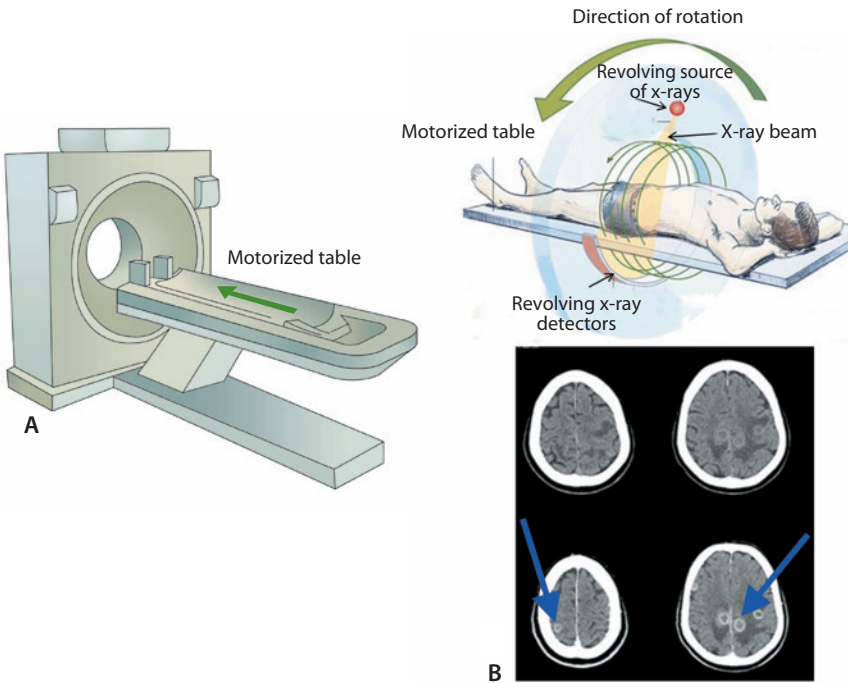 Direction of rotation
Revolving source
of x-rays
Motorized table
X-ray beam
Motorized table
Revolving x-ray
detectors
A
B